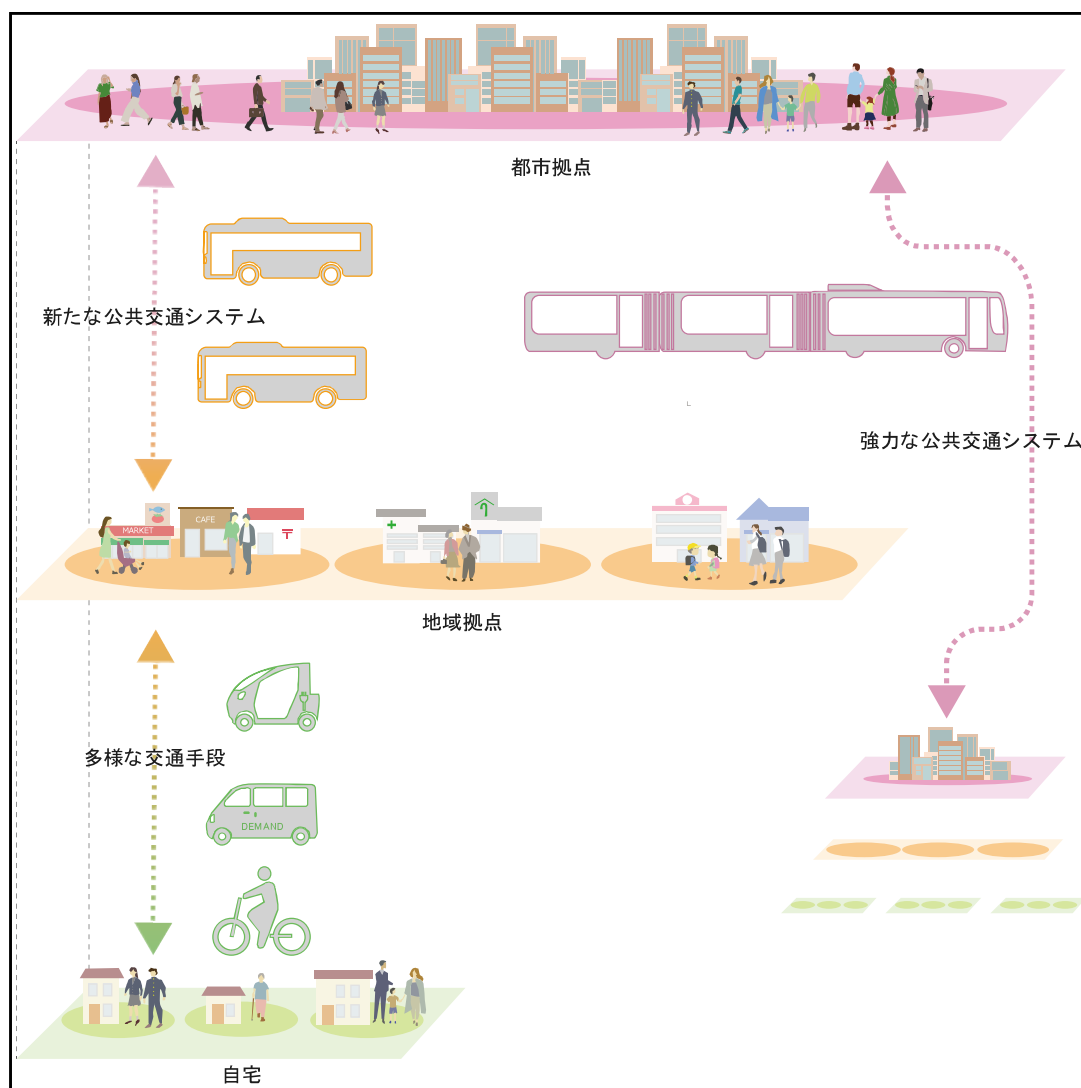 都市拠点
新たな公共交通システム
強力な公共交通システム
MARKET
CAFE
〒
地域拠点
多様な交通手段
DEMAND
自宅